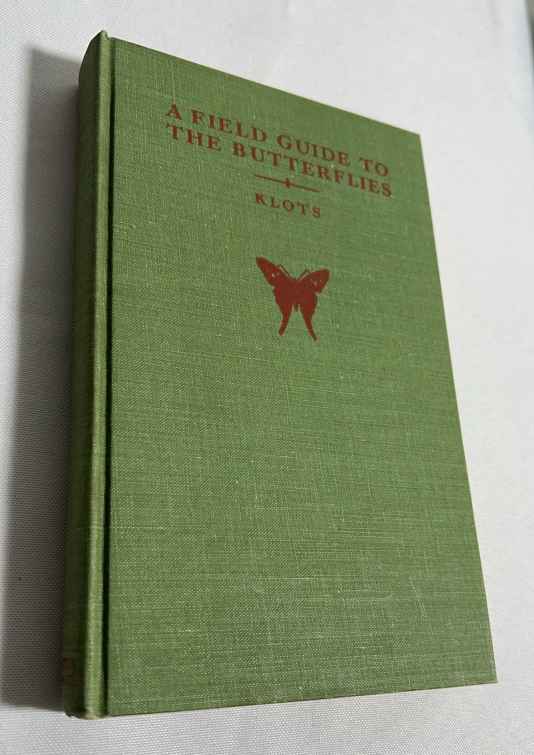 A FIELD GUIDE TO
THE BUTTERFLIES
KLOTS